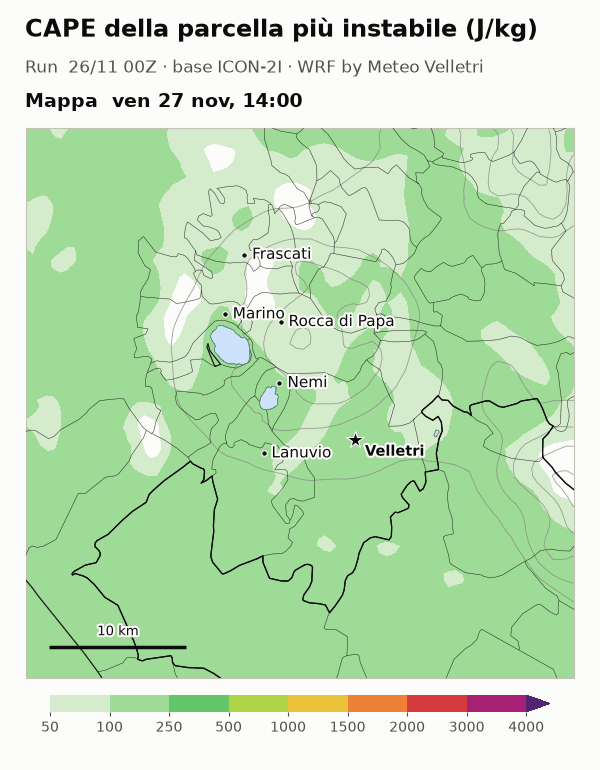 CAPE della parcella più instabile (J/kg)
Run  26/11 00Z · base ICON-2I · WRF by Meteo Velletri
Mappa  ven 27 nov, 14:00
Frascati
Marino
Rocca di Papa
Nemi
Velletri
Lanuvio
10 km
50 100 250 500 1000 1500 2000 3000 4000